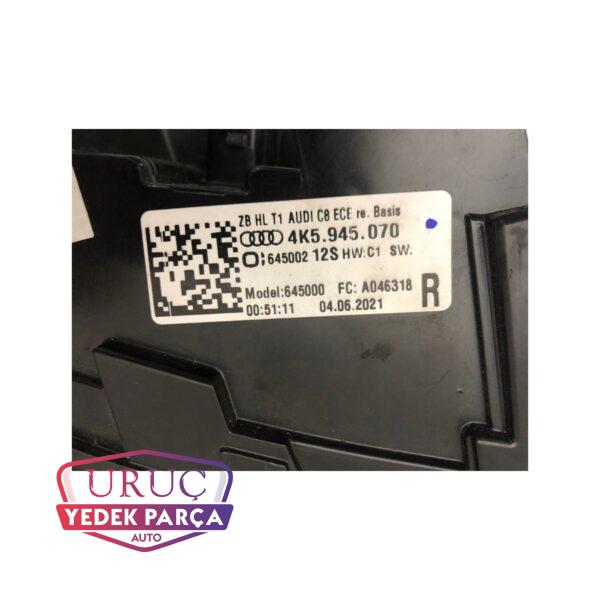 ZB HL T1 AUDI C8 ECE re. Basis
4K5.945.070
645002 12S HW:C1 SW.
Model:645000 FC: A046318
00:51:11 04.06.2021 R
URUÇ
YEDEK PARÇA
AUTO